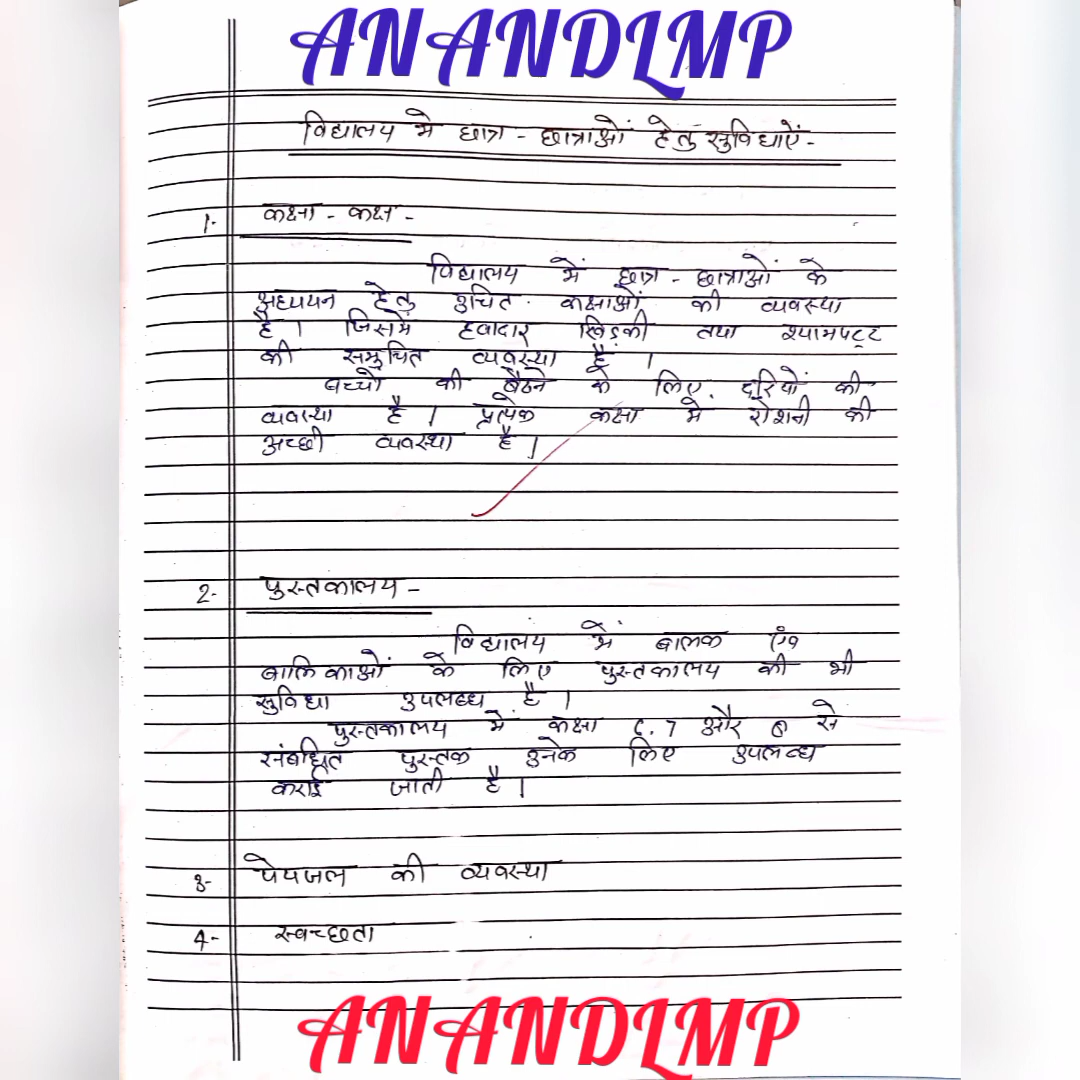 ANANDLMP
विद्यालय मे छात्र - छात्राओं हेतु सुविधाऐं -
1- कक्षा - कक्ष -
विद्यालय में छात्र - छात्राओं के
अध्ययन हेतु उचित कक्षाओं की व्यवस्था
है । जिसमें हवादार खिड़की तथा श्यामपट्ट
की समुचित व्यवस्था है ।
बच्चो की बैठने के लिए दरियों की
व्यवस्था है । प्रत्येक कक्षा मे रोशनी की
अच्छी व्यवस्था है ।
2- पुस्तकालय -
विद्यालय में बालक एंव
बालिकाओं के लिए पुस्तकालय की भी
सुविधा उपलब्ध है ।
पुस्तकालय में कक्षा 6, 7 और 8 से
संबंधित पुस्तक उनके लिए उपलब्ध
कराई जाती है ।
3- पेयजल की व्यवस्था
4- स्वच्छता
ANANDLMP